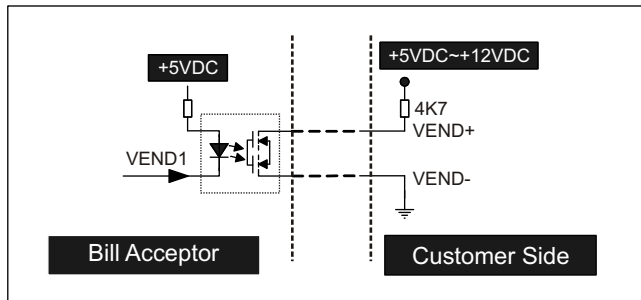 +5VDC
+5VDC~+12VDC
4K7
VEND+
VEND1
VEND-
Bill Acceptor
Customer Side